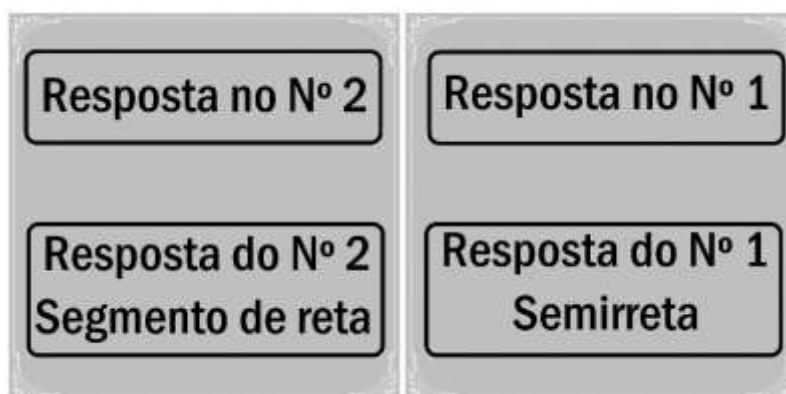 Resposta no Nº 2
Resposta do Nº 2
Segmento de reta
Resposta no Nº 1
Resposta do Nº 1
Semirreta